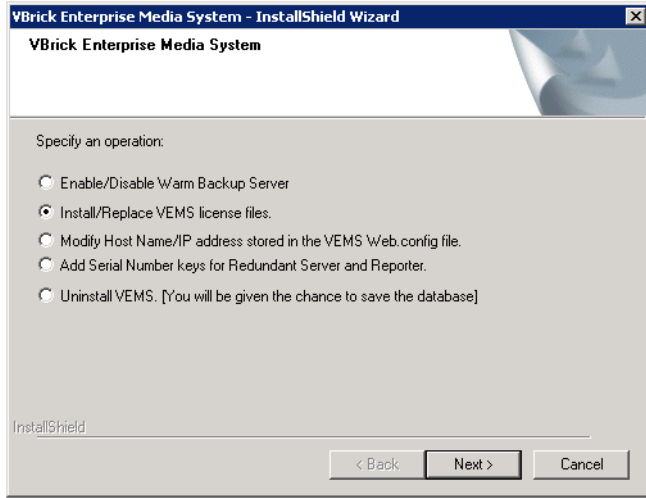 VBrick Enterprise Media System - InstallShield Wizard
VBrick Enterprise Media System
Specify an operation:
Enable/Disable Warm Backup Server
Install/Replace VEMS license files.
Modify Host Name/IP address stored in the VEMS Web.config file.
Add Serial Number keys for Redundant Server and Reporter.
Uninstall VEMS. [You will be given the chance to save the database]
InstallShield
< Back Next > Cancel